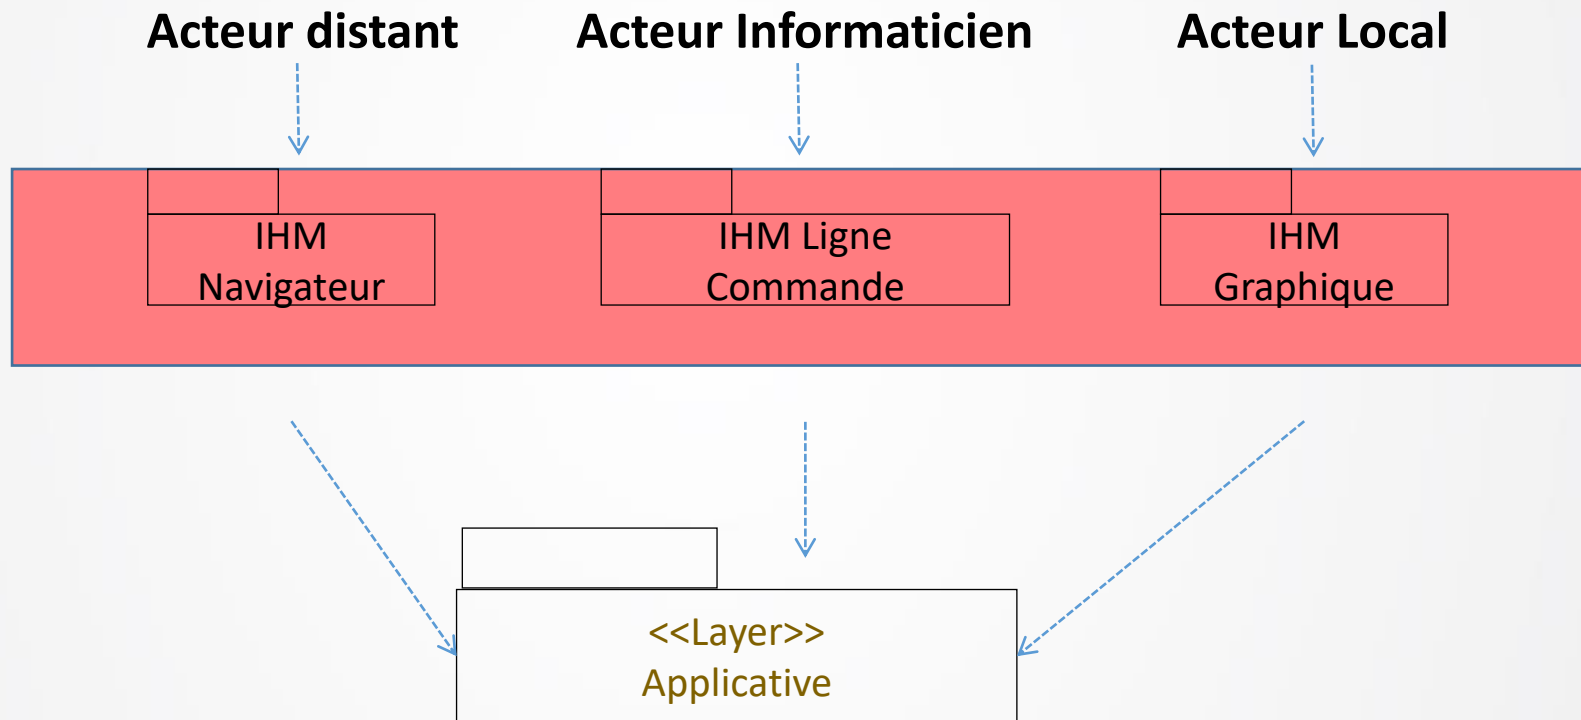 Acteur distant
Acteur Informaticien
Acteur Local
IHM
Navigateur
IHM Ligne
Commande
IHM
Graphique
<<Layer>>
Applicative